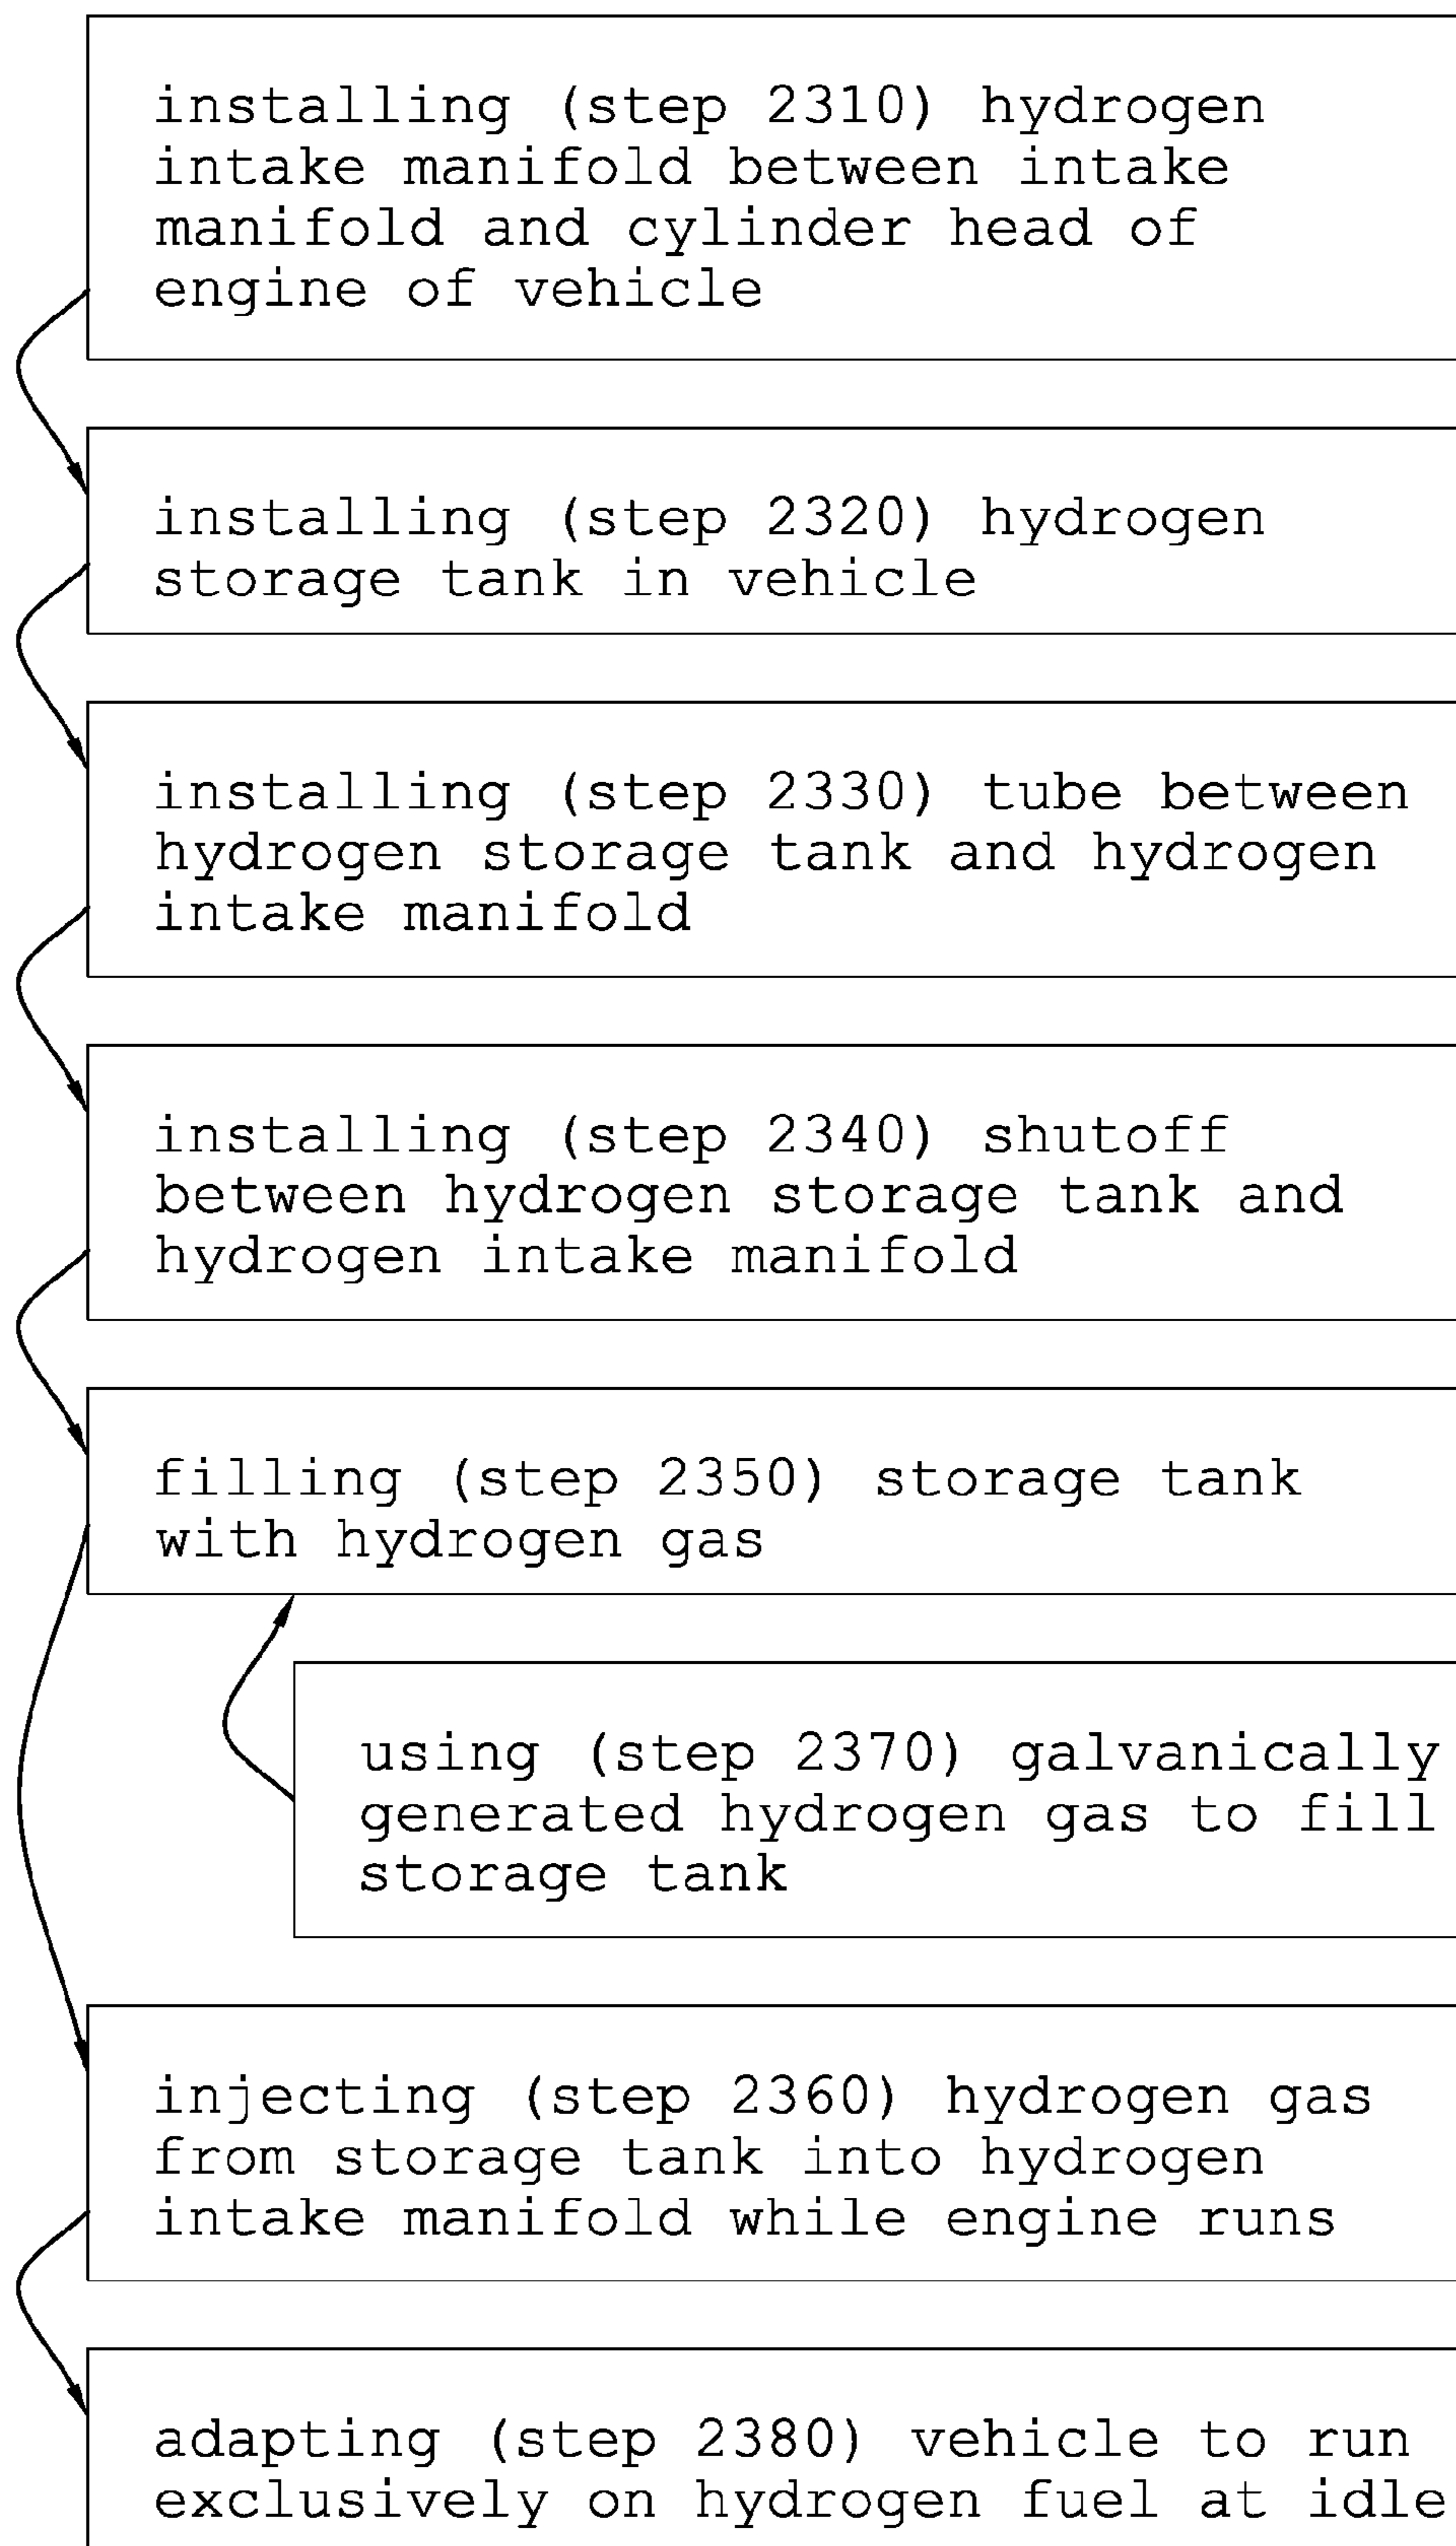 installing (step 2310) hydrogen
intake manifold between intake
manifold and cylinder head of
engine of vehicle
installing (step 2320) hydrogen
storage tank in vehicle
installing (step 2330) tube between
hydrogen storage tank and hydrogen
intake manifold
installing (step 2340) shutoff
between hydrogen storage tank and
hydrogen intake manifold
filling (step 2350) storage tank
with hydrogen gas
using (step 2370) galvanically
generated hydrogen gas to fill
storage tank
injecting (step 2360) hydrogen gas
from storage tank into hydrogen
intake manifold while engine runs
adapting (step 2380) vehicle to run
exclusively on hydrogen fuel at idle